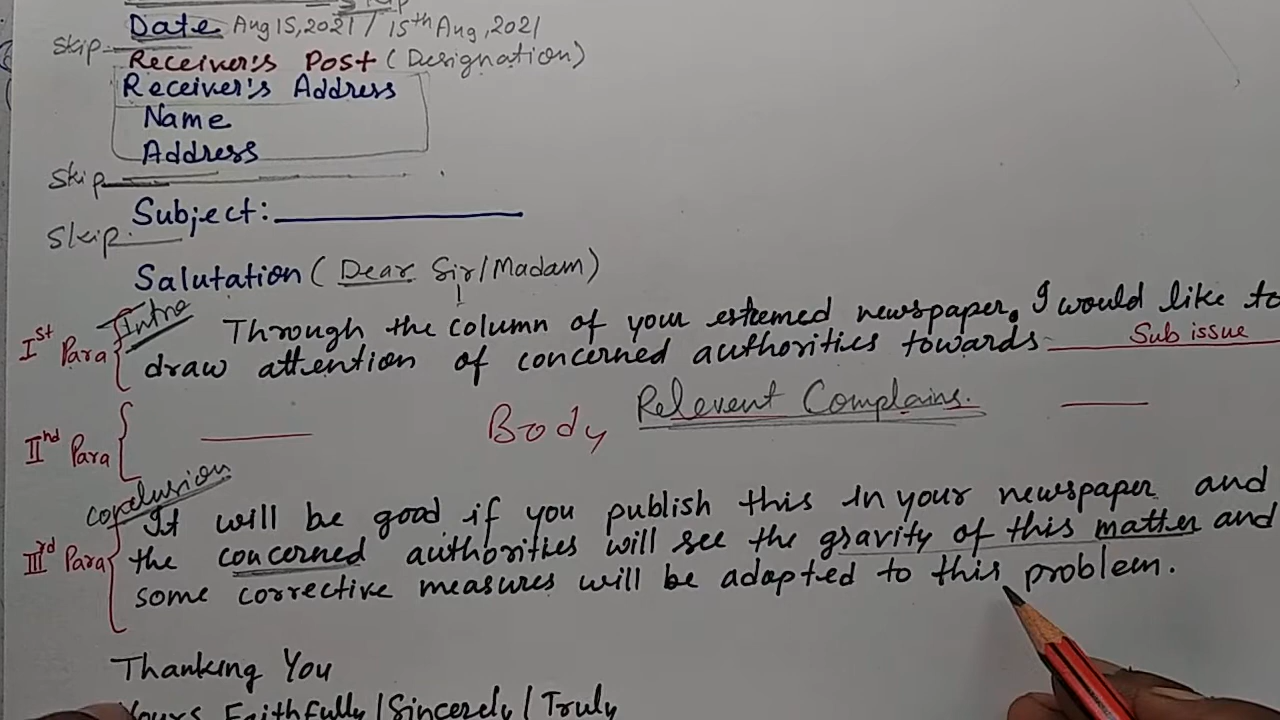 Skip
Date Aug 15, 2021 / 15th Aug, 2021
Skip
Receiver's Post (Designation)
Receiver's Address
Name
Address
Skip
Subject:
Skip
Salutation ( Dear Sir/Madam)
Intro
Ist Para
Through the column of your esteemed newspaper. I would like to
draw attention of concerned authorities towards Sub issue
IInd Para
Body Relevent Complains.
Conclusion
IIIrd Para
It will be good if you publish this in your newspaper and
the concerned authorities will see the gravity of this matter and
some corrective measures will be adapted to this problem.
Thanking You
Yours Faithfully / Sincerely / Truly